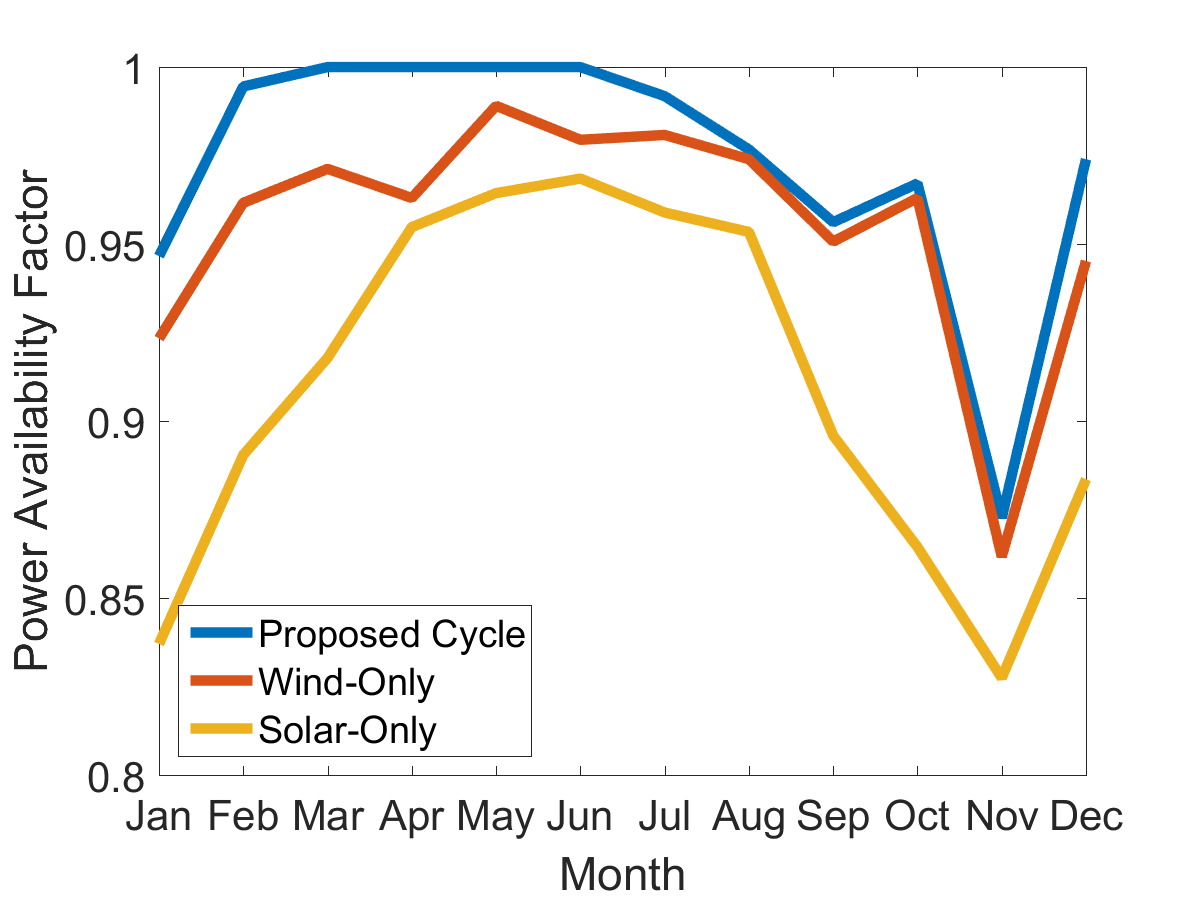 Power Availability Factor
1
0.95
0.9
0.85
0.8
Proposed Cycle
Wind-Only
Solar-Only
Jan Feb Mar Apr May Jun Jul Aug Sep Oct Nov Dec
Month